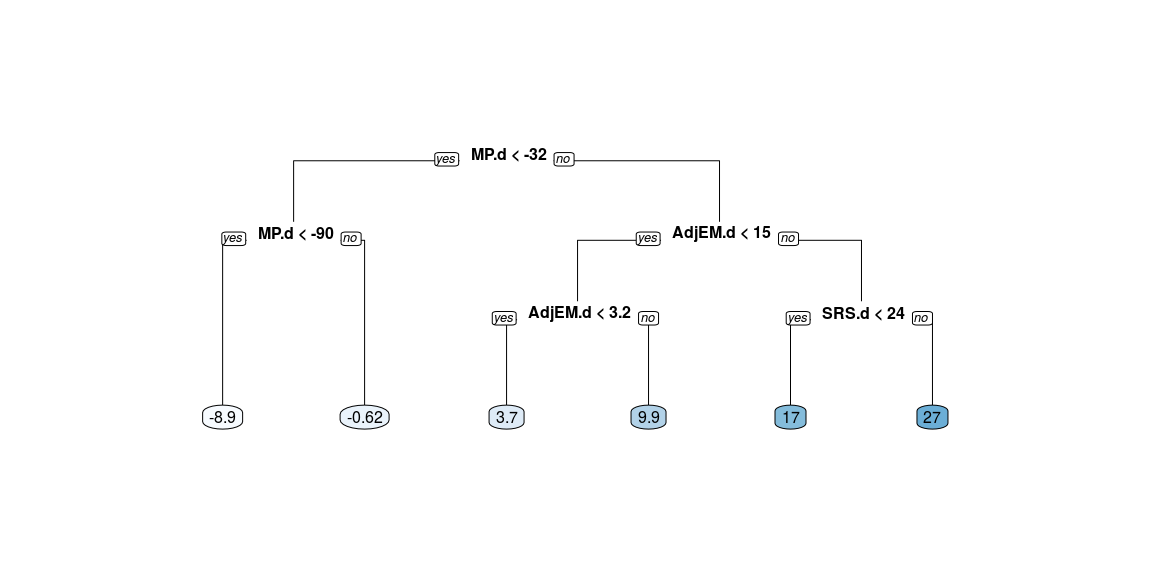 yes MP.d < -32 no
yes MP.d < -90 no
yes AdjEM.d < 15 no
yes AdjEM.d < 3.2 no
yes SRS.d < 24 no
-8.9
-0.62
3.7
9.9
17
27